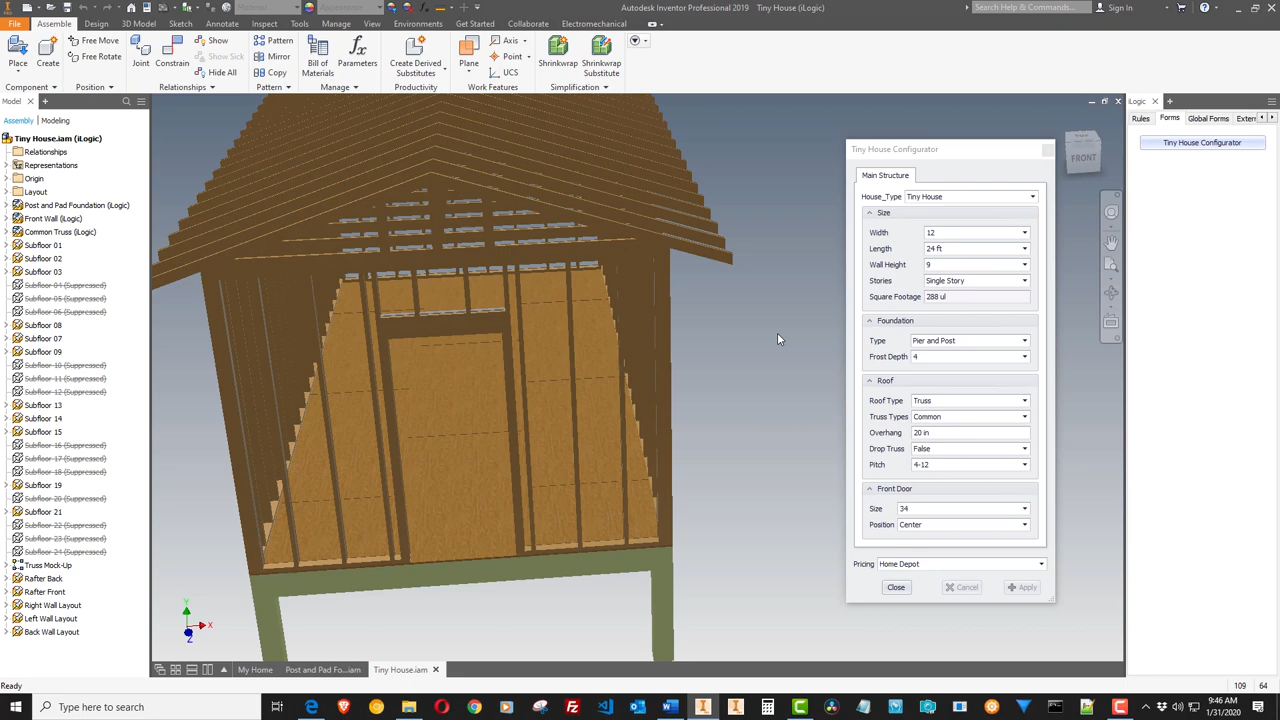 Autodesk Inventor Professional 2019 Tiny House (iLogic)
Search Help & Commands... Sign In
File Assemble Design 3D Model Sketch Annotate Inspect Tools Manage View Environments Get Started Collaborate Electromechanical
Place Create Free Move Free Rotate Joint Constrain Show Show Sick Hide All Pattern Mirror Copy Bill of Materials Parameters Create Derived Substitutes Plane Axis Point UCS Shrinkwrap Shrinkwrap Substitute
Component Position Relationships Pattern Manage Productivity Work Features Simplification
Model
Assembly Modeling
Tiny House.iam (iLogic)
Relationships
Representations
Origin
Layout
Post and Pad Foundation (iLogic)
Front Wall (iLogic)
Common Truss (iLogic)
Subfloor 01
Subfloor 02
Subfloor 03
Subfloor 04 (Suppressed)
Subfloor 05 (Suppressed)
Subfloor 06 (Suppressed)
Subfloor 08
Subfloor 07
Subfloor 09
Subfloor 10 (Suppressed)
Subfloor 11 (Suppressed)
Subfloor 12 (Suppressed)
Subfloor 13
Subfloor 14
Subfloor 15
Subfloor 16 (Suppressed)
Subfloor 17 (Suppressed)
Subfloor 18 (Suppressed)
Subfloor 19
Subfloor 20 (Suppressed)
Subfloor 21
Subfloor 22 (Suppressed)
Subfloor 23 (Suppressed)
Subfloor 24 (Suppressed)
Truss Mock-Up
Rafter Back
Rafter Front
Right Wall Layout
Left Wall Layout
Back Wall Layout
Y
X
Z
FRONT
Tiny House Configurator
Main Structure
House_Type Tiny House
Size
Width 12
Length 24 ft
Wall Height 9
Stories Single Story
Square Footage 288 ul
Foundation
Type Pier and Post
Frost Depth 4
Roof
Roof Type Truss
Truss Types Common
Overhang 20 in
Drop Truss False
Pitch 4-12
Front Door
Size 34
Position Center
Pricing Home Depot
Close Cancel Apply
iLogic
Rules Forms Global Forms Extern
Tiny House Configurator
My Home Post and Pad Fo...iam Tiny House.iam
Ready 109 64
Type here to search
9:46 AM
1/31/2020